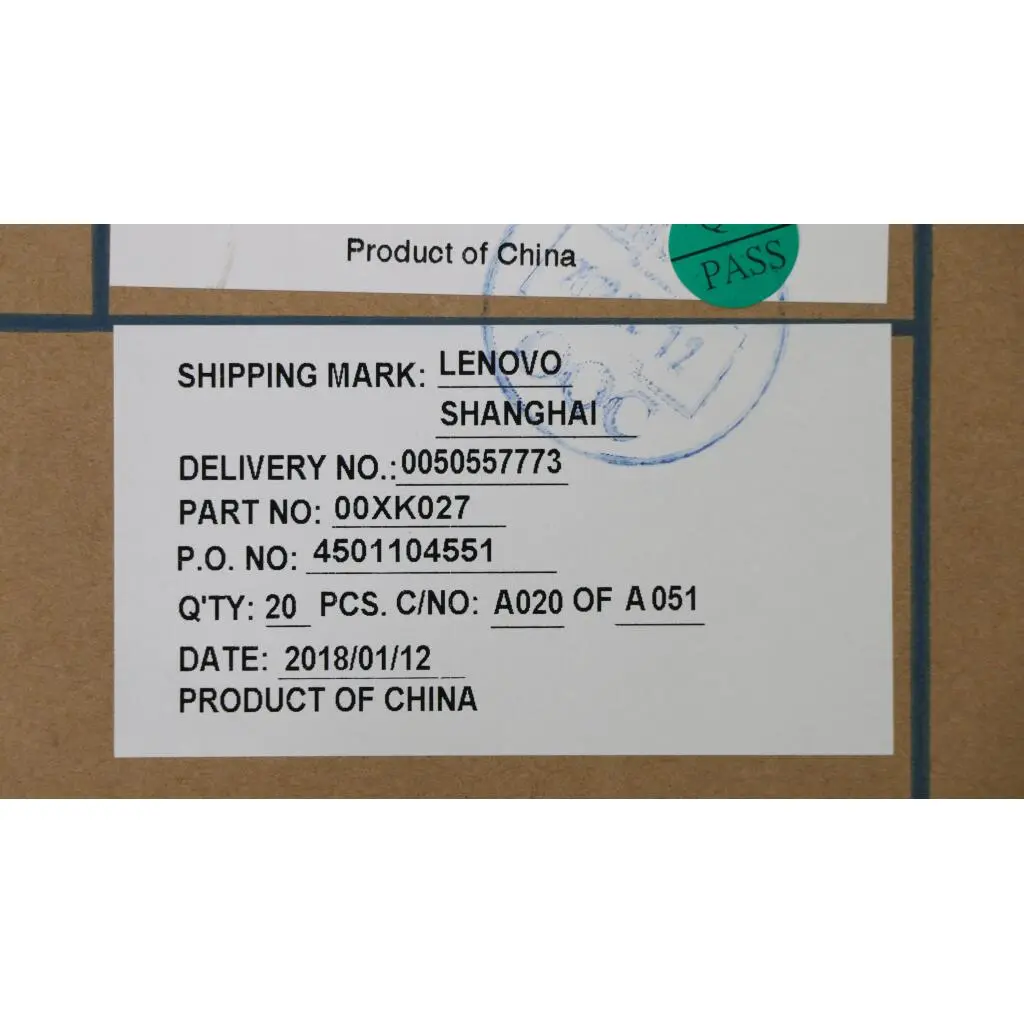 Product of China
PASS
SHIPPING MARK: LENOVO
SHANGHAI
DELIVERY NO.: 0050557773
PART NO: 00XK027
P.O. NO: 4501104551
Q'TY: 20 PCS. C/NO: A020 OF A051
DATE: 2018/01/12
PRODUCT OF CHINA